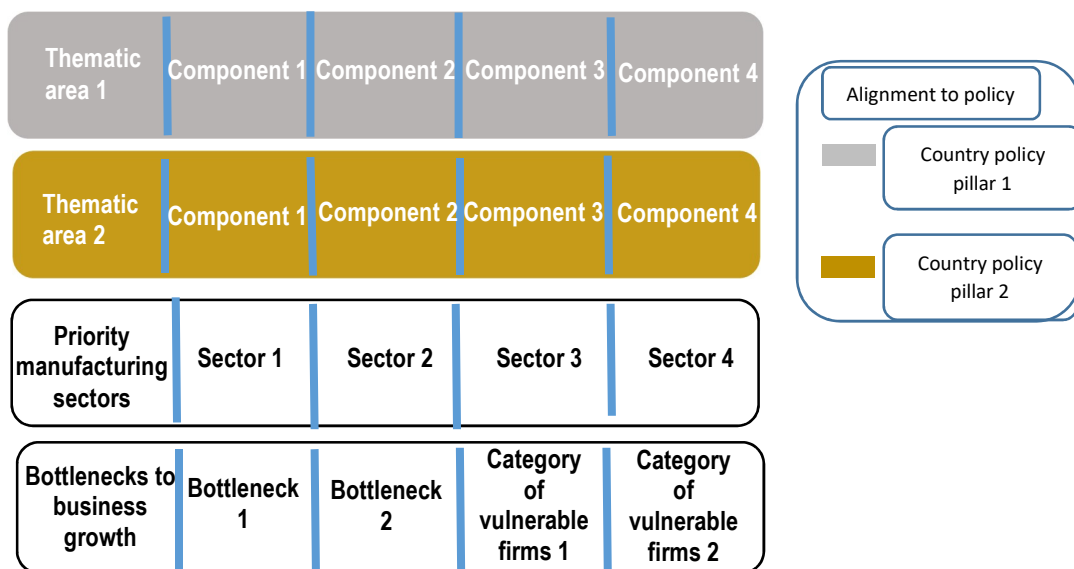 Thematic
area 1
Component 1
Component 2
Component 3
Component 4
Thematic
area 2
Component 1
Component 2
Component 3
Component 4
Priority
manufacturing
sectors
Sector 1
Sector 2
Sector 3
Sector 4
Bottlenecks to
business
growth
Bottleneck
1
Bottleneck
2
Category
of
vulnerable
firms 1
Category
of
vulnerable
firms 2
Alignment to policy
Country policy
pillar 1
Country policy
pillar 2